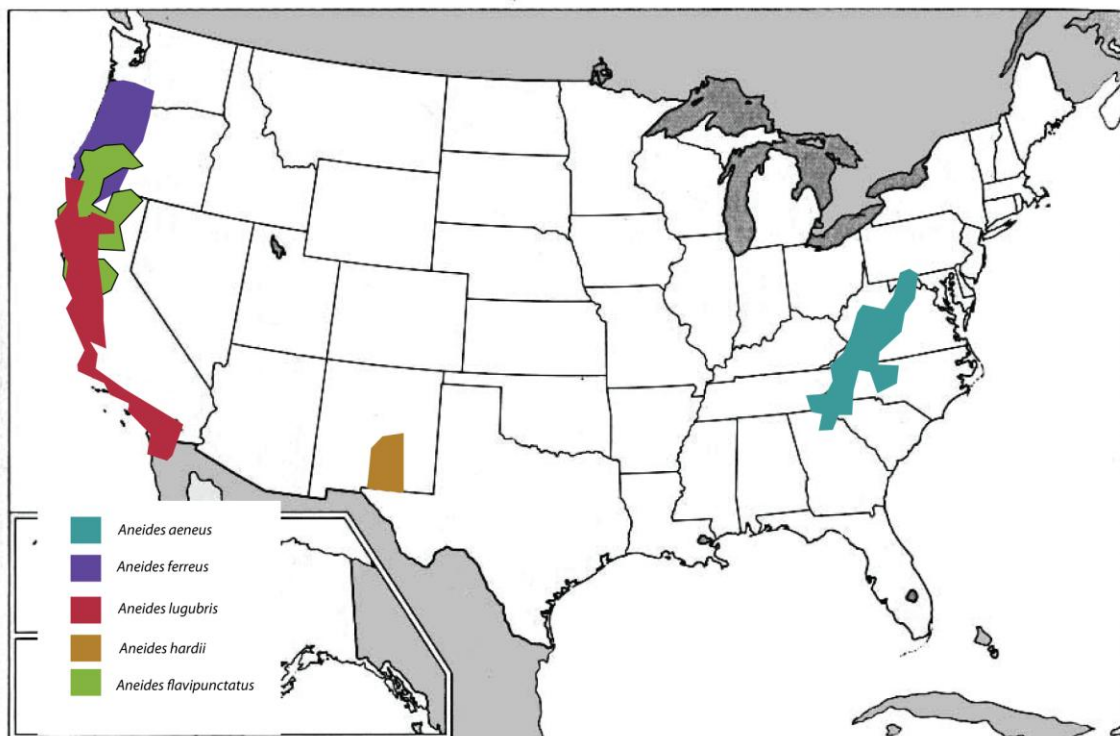 Aneides aeneus
Aneides ferreus
Aneides lugubris
Aneides hardii
Aneides flavipunctatus